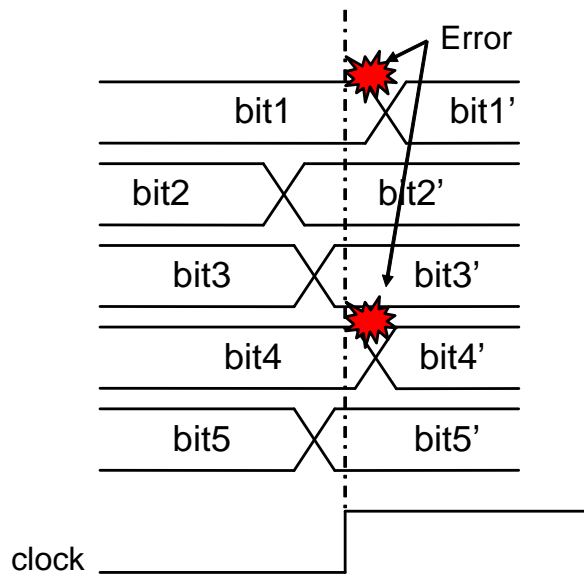 Error
bit1 bit1’
bit2 bit2’
bit3 bit3’
bit4 bit4’
bit5 bit5’
clock